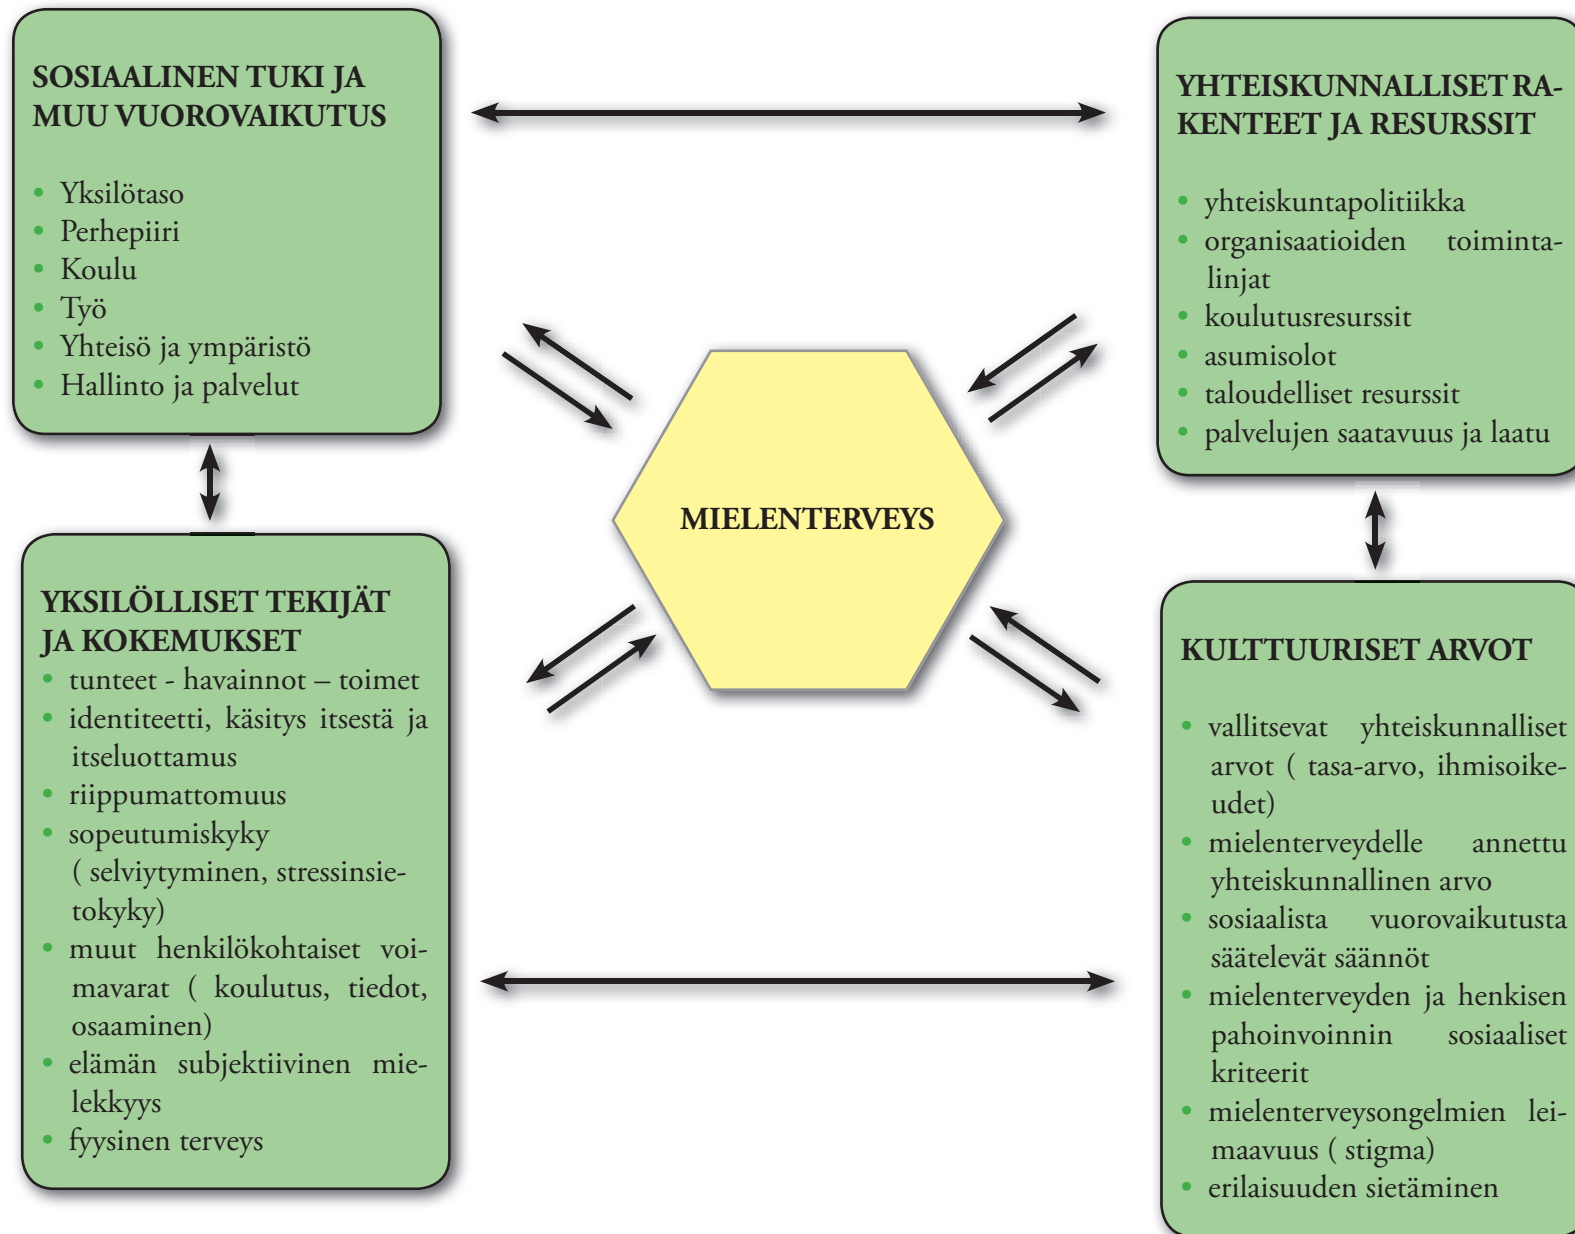 SOSIAALINEN TUKI JA
MUU VUOROVAIKUTUS
• Yksilötaso
• Perhepiiri
• Koulu
• Työ
• Yhteisö ja ympäristö
• Hallinto ja palvelut
YHTEISKUNNALLISET RA-
KENTEET JA RESURSSIT
• yhteiskuntapolitiikka
• organisaatioiden toiminta-
linjat
• koulutusresurssit
• asumisolot
• taloudelliset resurssit
• palvelujen saatavuus ja laatu
MIELENTERVEYS
YKSILÖLLISET TEKIJÄT
JA KOKEMUKSET
• tunteet - havainnot – toimet
• identiteetti, käsitys itsestä ja
itseluottamus
• riippumattomuus
• sopeutumiskyky
( selviytyminen, stressinsie-
tokyky)
• muut henkilökohtaiset voi-
mavarat ( koulutus, tiedot,
osaaminen)
• elämän subjektiivinen mie-
lekkyys
• fyysinen terveys
KULTTUURISET ARVOT
• vallitsevat yhteiskunnalliset
arvot ( tasa-arvo, ihmisoike-
udet)
• mielenterveydelle annettu
yhteiskunnallinen arvo
• sosiaalista vuorovaikutusta
säätelevät säännöt
• mielenterveyden ja henkisen
pahoinvoinnin sosiaaliset
kriteerit
• mielenterveysongelmien lei-
maavuus ( stigma)
• erilaisuuden sietäminen